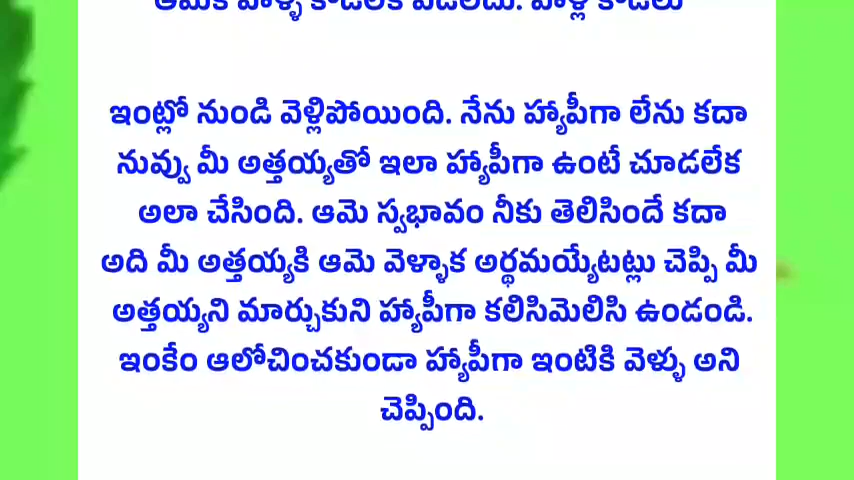 ఇంట్లో నుండి వెళ్లిపోయింది. నేను హ్యాపీగా లేను కదా
నువ్వు మీ అత్తయ్యతో ఇలా హ్యాపీగా ఉంటే చూడలేక
అలా చేసింది. ఆమె స్వభావం నీకు తెలిసిందే కదా
అది మీ అత్తయ్యకి ఆమె వెళ్ళాక అర్థమయ్యేటట్లు చెప్పి మీ
అత్తయ్యని మార్చుకుని హ్యాపీగా కలిసిమెలిసి ఉండండి.
ఇంకేం ఆలోచించకుండా హ్యాపీగా ఇంటికి వెళ్ళు అని
చెప్పింది.